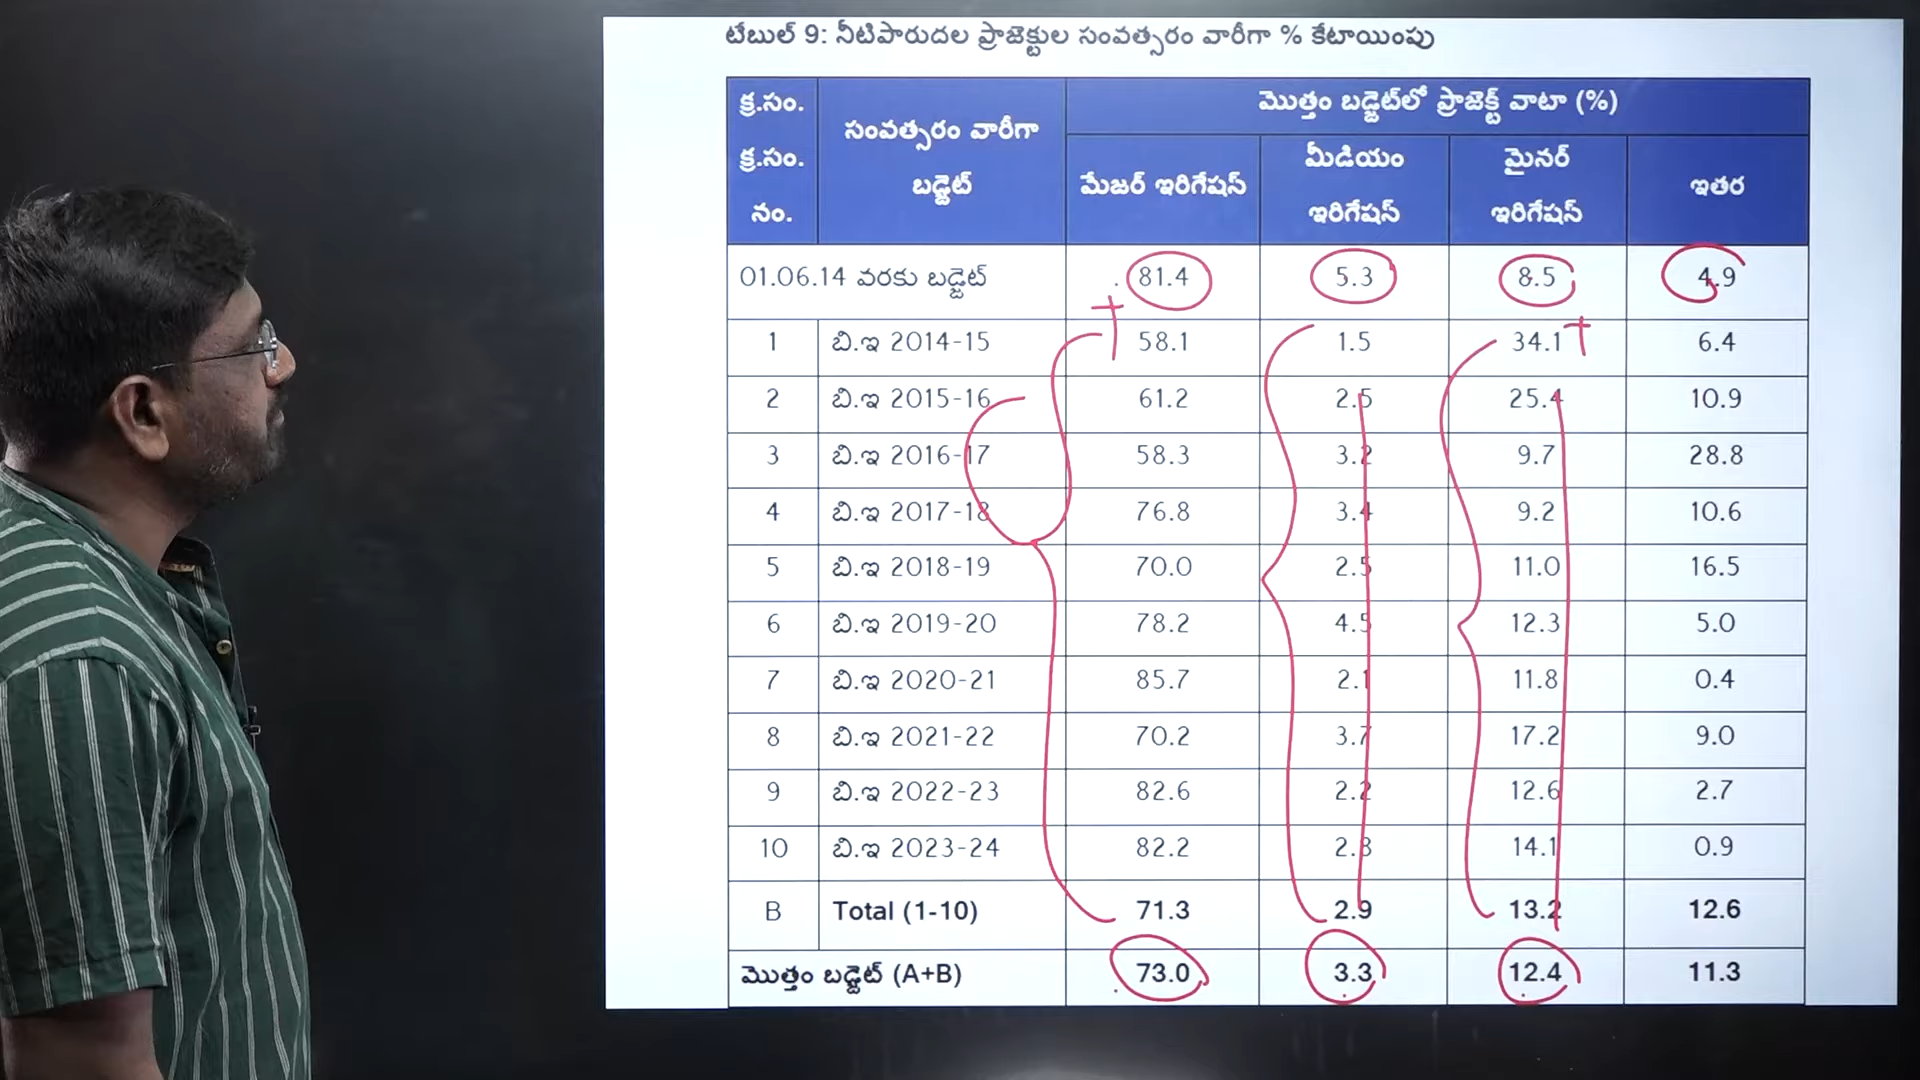 టేబుల్ 9: నీటిపారుదల ప్రాజెక్టుల సంవత్సరం వారీగా % కేటాయింపు
క్ర.సం. క్ర.సం. నం. సంవత్సరం వారీగా బడ్జెట్ మొత్తం బడ్జెట్‌లో ప్రాజెక్ట్ వాటా (%)
మేజర్ ఇరిగేషన్ మీడియం ఇరిగేషన్ మైనర్ ఇరిగేషన్ ఇతర
01.06.14 వరకు బడ్జెట్ 81.4 5.3 8.5 4.9
1 బి.ఇ 2014-15 58.1 1.5 34.1 6.4
2 బి.ఇ 2015-16 61.2 2.5 25.4 10.9
3 బి.ఇ 2016-17 58.3 3.2 9.7 28.8
4 బి.ఇ 2017-18 76.8 3.4 9.2 10.6
5 బి.ఇ 2018-19 70.0 2.5 11.0 16.5
6 బి.ఇ 2019-20 78.2 4.5 12.3 5.0
7 బి.ఇ 2020-21 85.7 2.1 11.8 0.4
8 బి.ఇ 2021-22 70.2 3.7 17.2 9.0
9 బి.ఇ 2022-23 82.6 2.2 12.6 2.7
10 బి.ఇ 2023-24 82.2 2.8 14.1 0.9
B Total (1-10) 71.3 2.9 13.2 12.6
మొత్తం బడ్జెట్ (A+B) 73.0 3.3 12.4 11.3